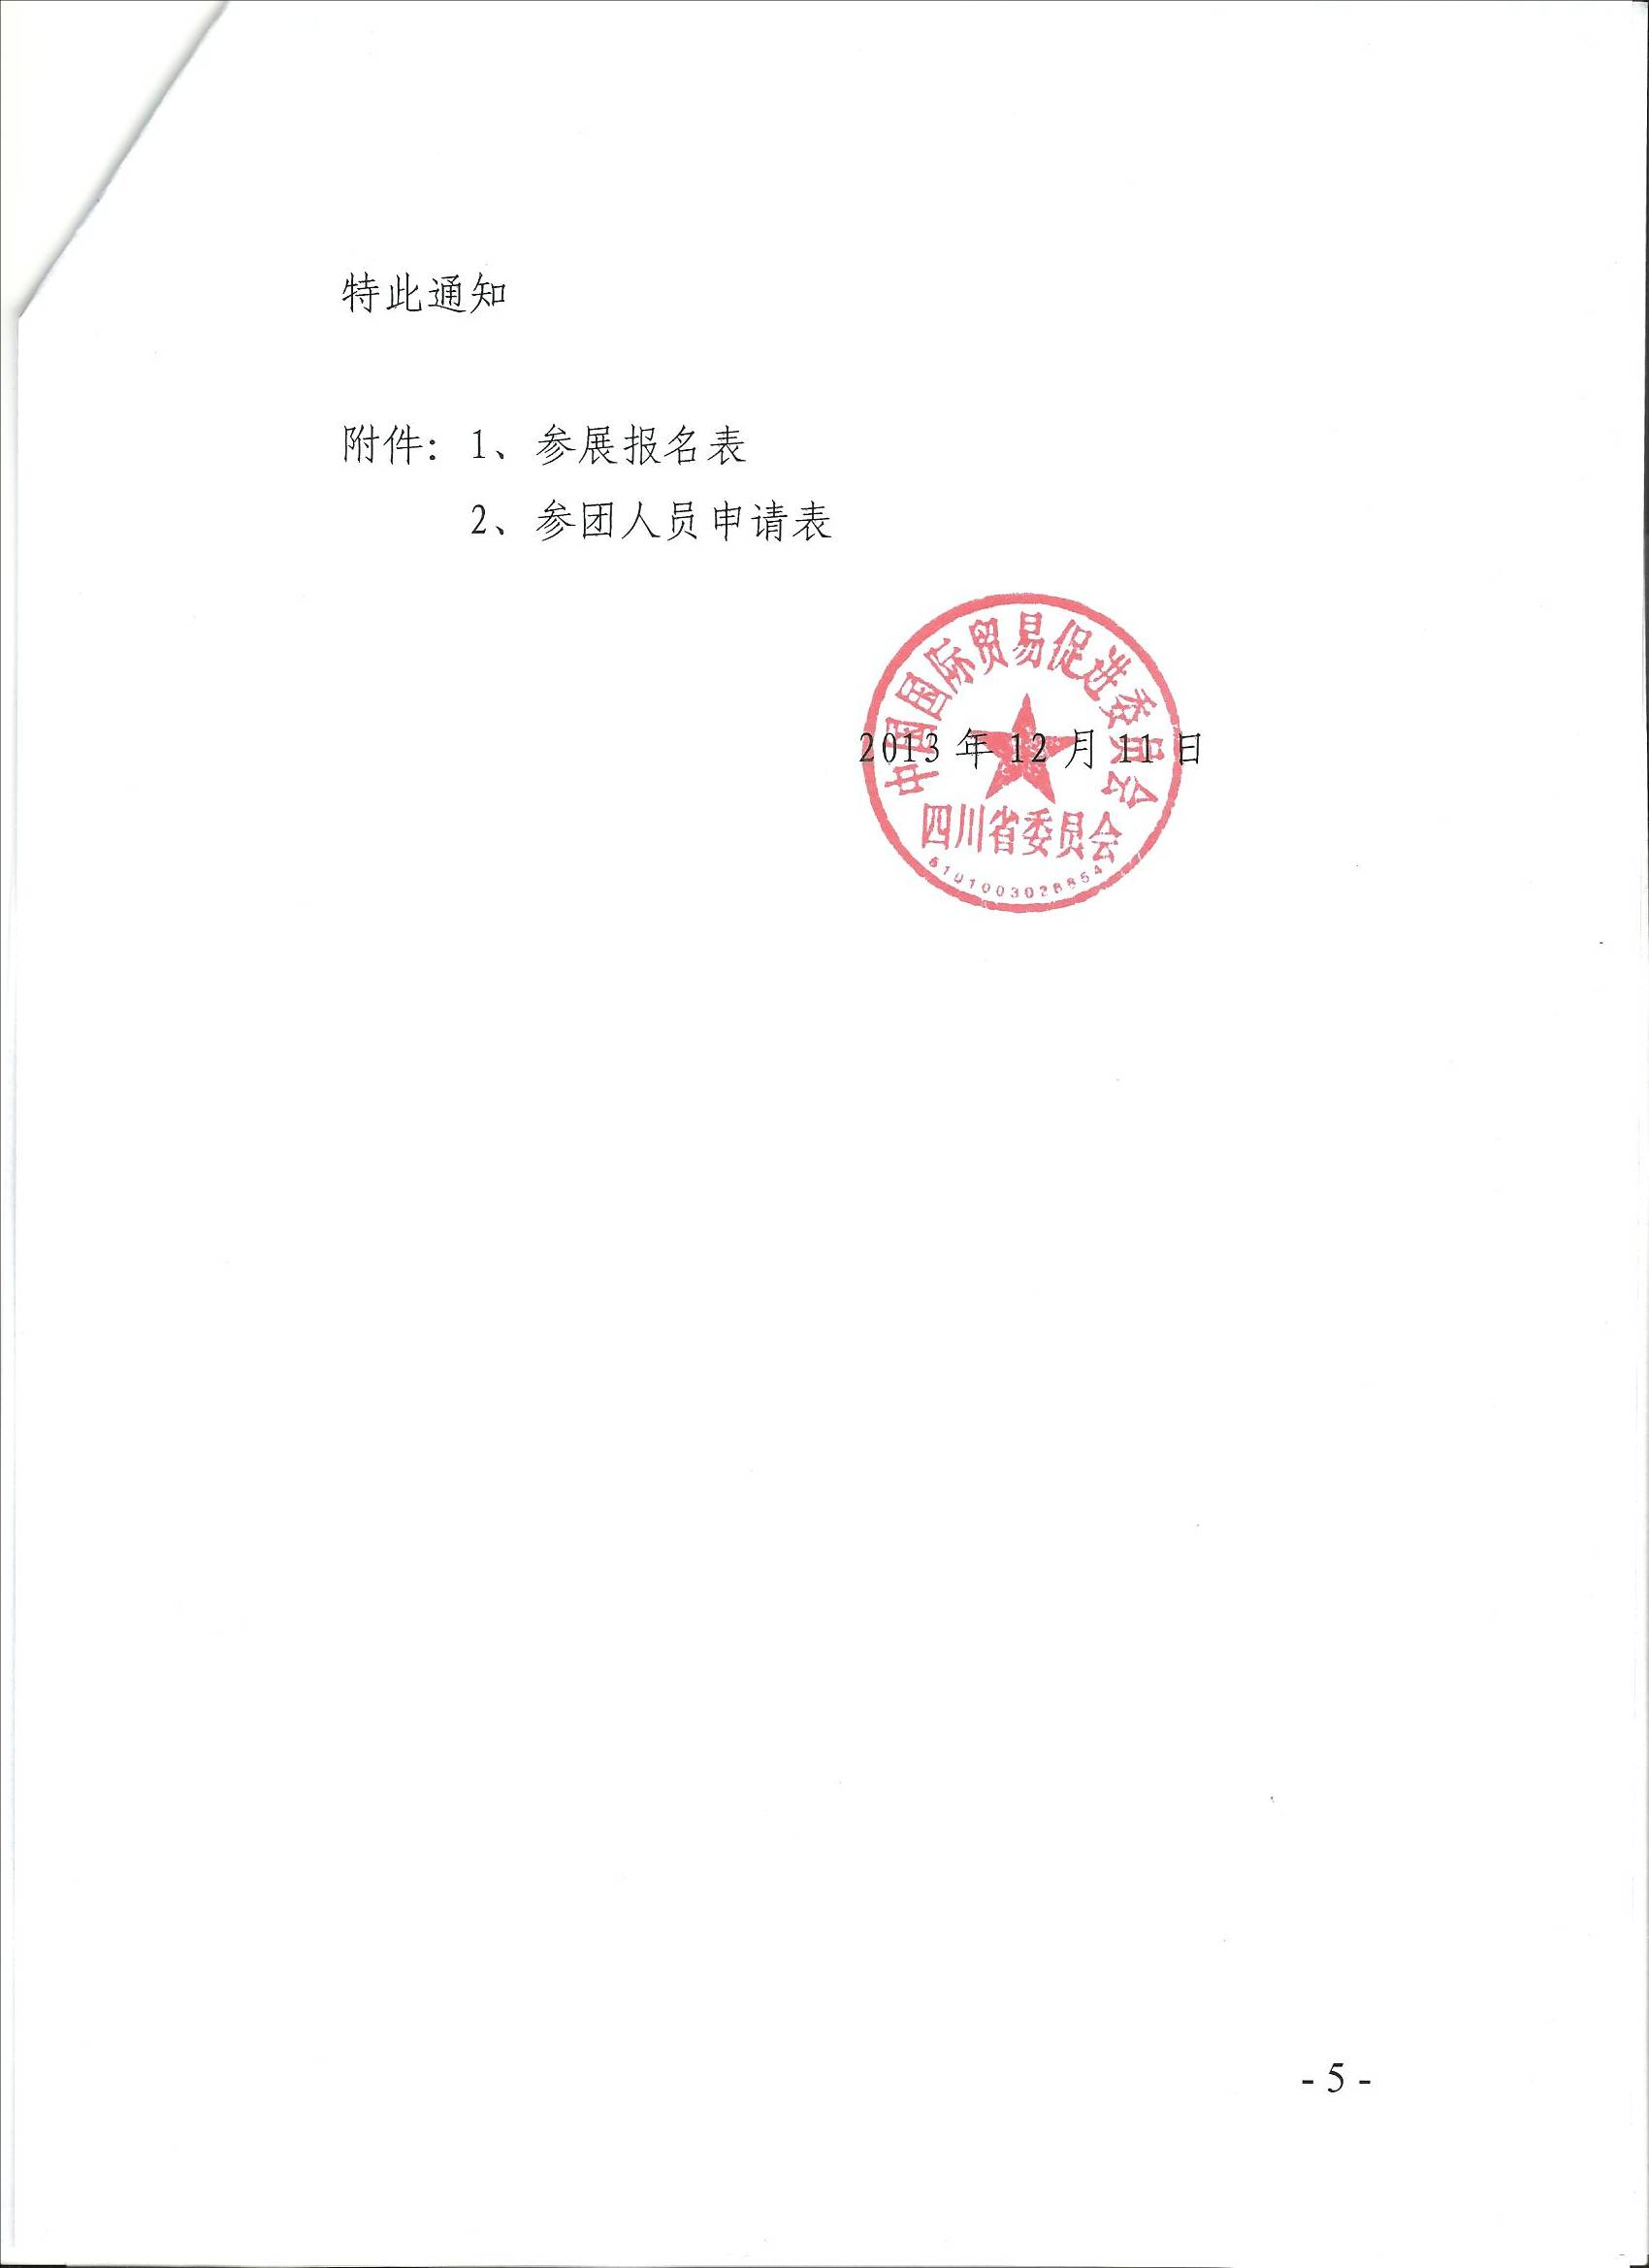 特此通知
附件：1、参展报名表
2、参团人员申请表
中国国际贸易促进委员会
2013年12月11日
四川省委员会
- 5 -